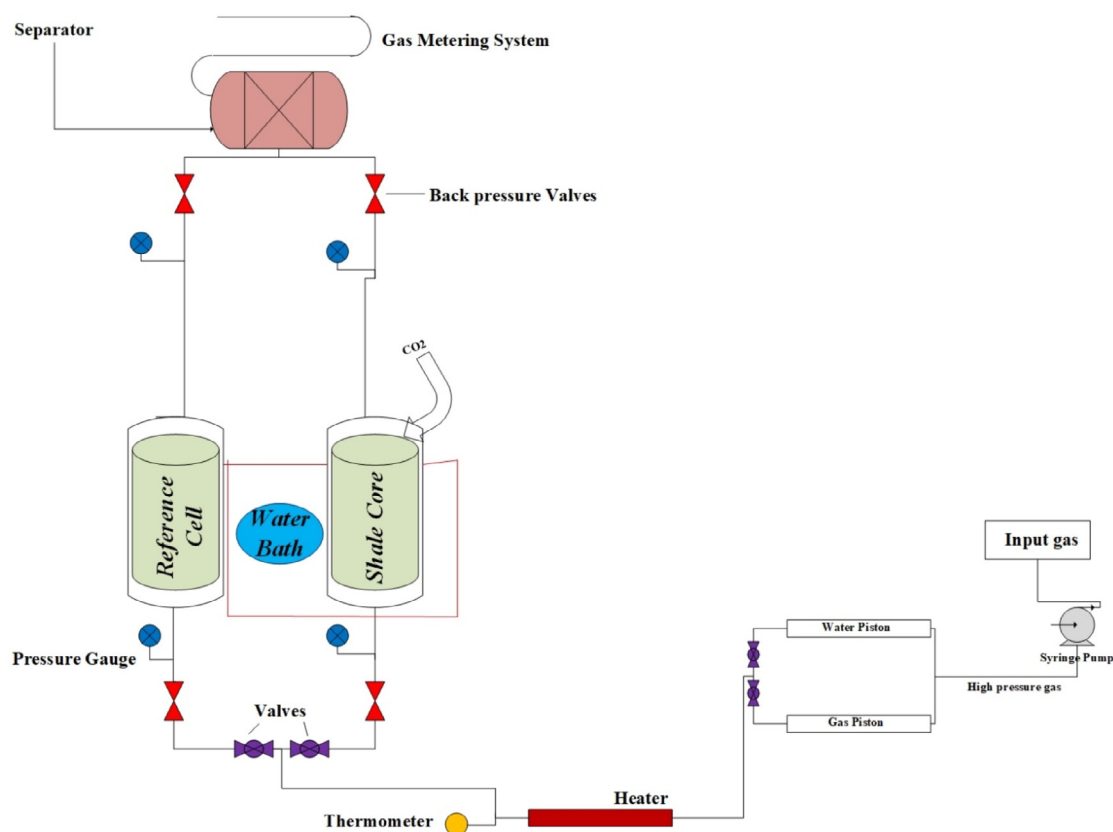 Separator
Gas Metering System
Back pressure Valves
CO2
Reference
Cell
Water
Bath
Shale Core
Input gas
Water Piston
Syringe Pump
Pressure Gauge
High pressure gas
Valves
Gas Piston
Heater
Thermometer